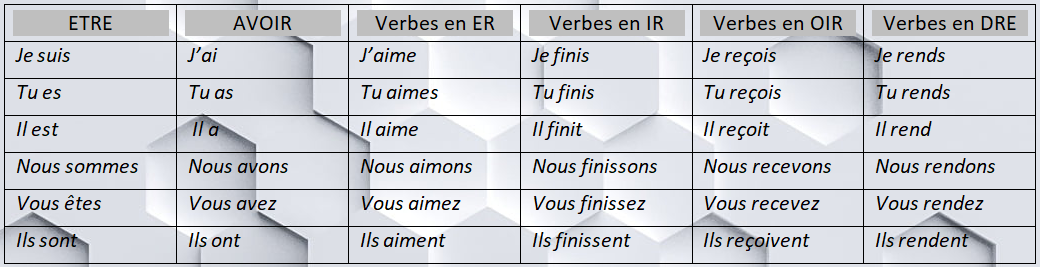 ETRE AVOIR Verbes en ER Verbes en IR Verbes en OIR Verbes en DRE
Je suis J'ai J’aime Je finis Je reçois Je rends
Tu es Tu as Tu aimes Tu finis Tu reçois Tu rends
Il est Il a Il aime Il finit Il reçoit Il rend
Nous sommes Nous avons Nous aimons Nous finissons Nous recevons Nous rendons
Vous êtes Vous avez Vous aimez Vous finissez Vous recevez Vous rendez
Ils sont Ils ont Ils aiment Ils finissent Ils reçoivent Ils rendent